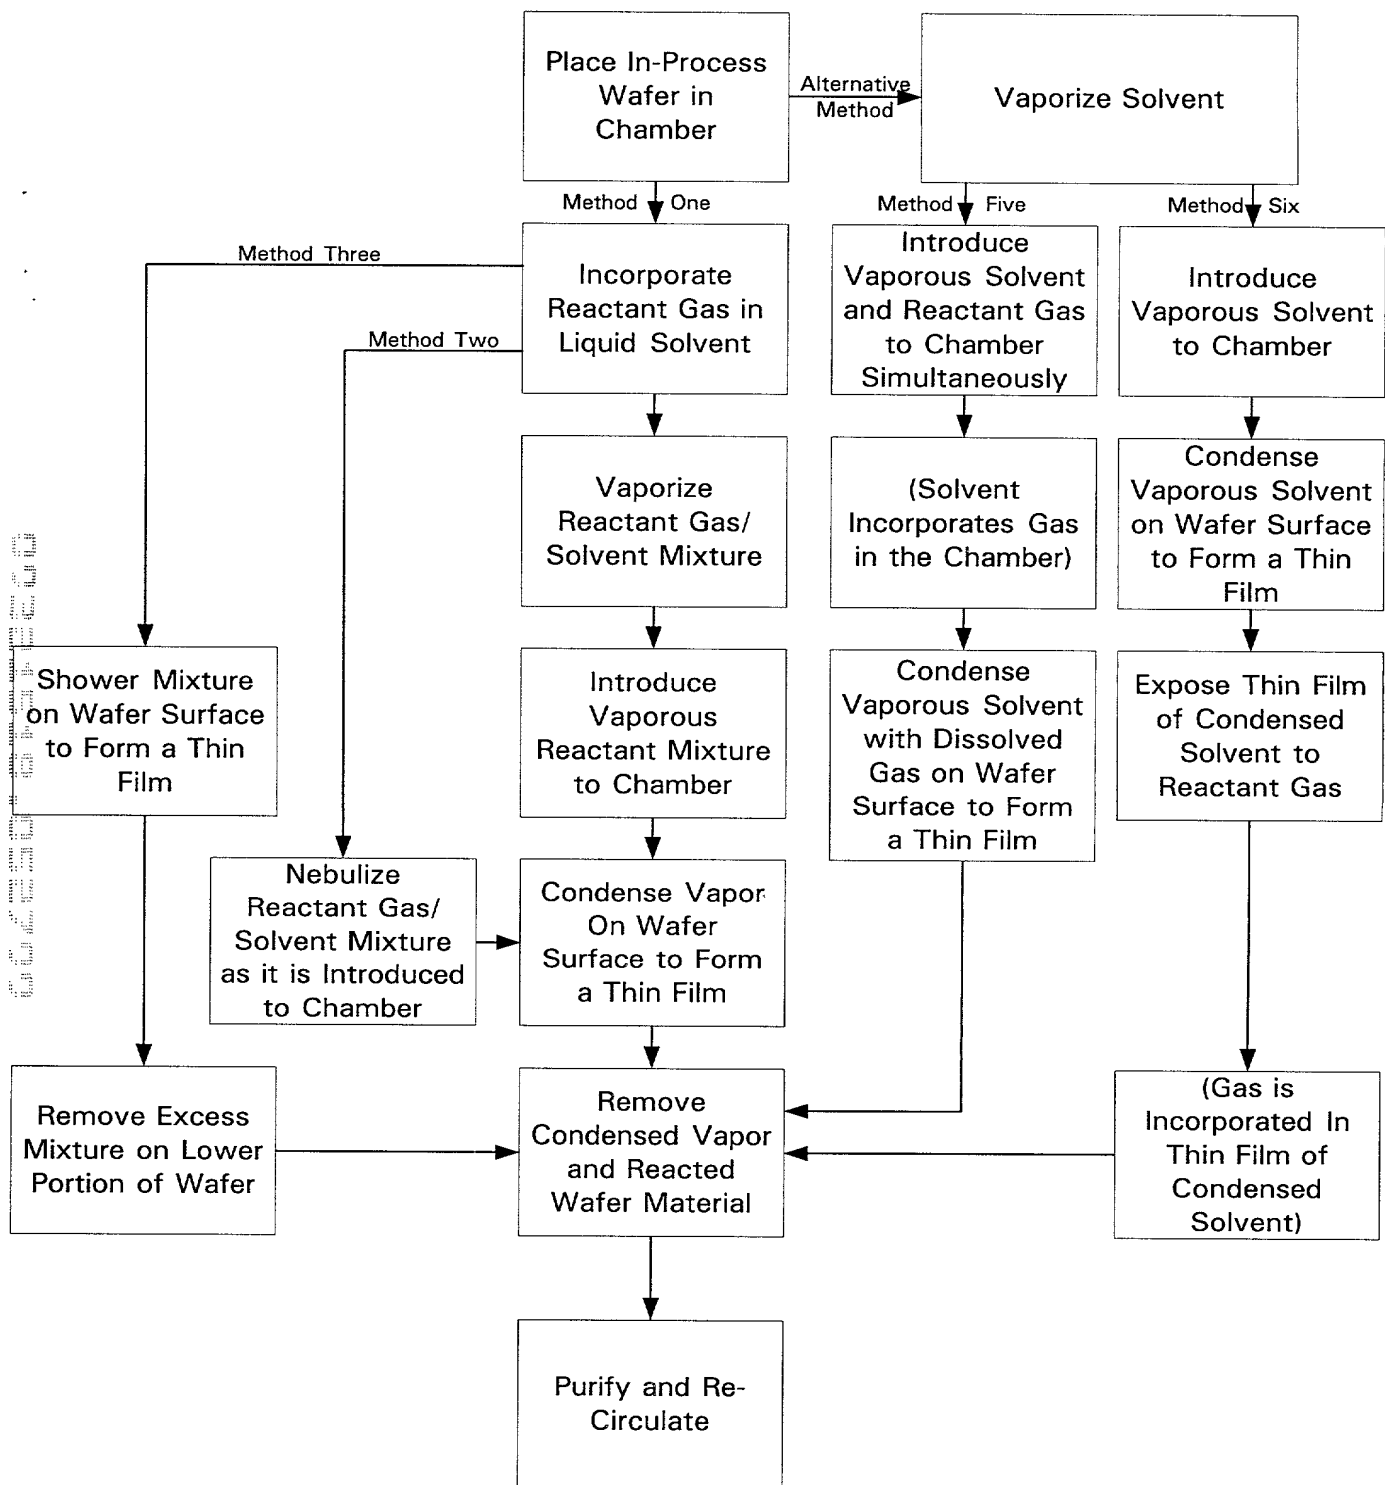 Place In-Process
Wafer in
Chamber
Alternative
Method
Vaporize Solvent
Method One
Method Five
Method Six
Method Three
Incorporate
Reactant Gas in
Liquid Solvent
Method Two
Introduce
Vaporous Solvent
and Reactant Gas
to Chamber
Simultaneously
Introduce
Vaporous Solvent
to Chamber
Vaporize
Reactant Gas/
Solvent Mixture
(Solvent
Incorporates Gas
in the Chamber)
Condense
Vaporous Solvent
on Wafer Surface
to Form a Thin
Film
Shower Mixture
on Wafer Surface
to Form a Thin
Film
Introduce
Vaporous
Reactant Mixture
to Chamber
Condense
Vaporous Solvent
with Dissolved
Gas on Wafer
Surface to Form
a Thin Film
Expose Thin Film
of Condensed
Solvent to
Reactant Gas
Nebulize
Reactant Gas/
Solvent Mixture
as it is Introduced
to Chamber
Condense Vapor
On Wafer
Surface to Form
a Thin Film
Remove Excess
Mixture on Lower
Portion of Wafer
Remove
Condensed Vapor
and Reacted
Wafer Material
(Gas is
Incorporated In
Thin Film of
Condensed
Solvent)
Purify and Re-
Circulate